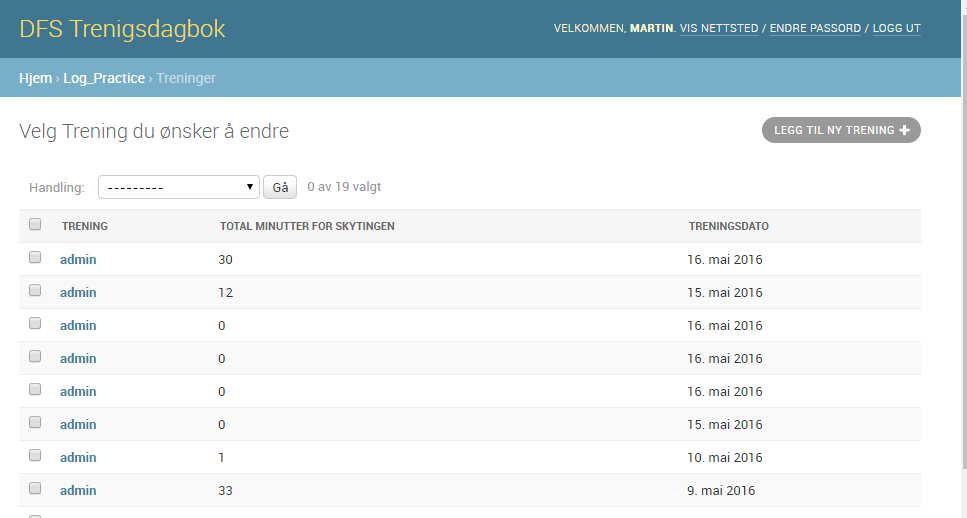 DFS Trenigsdagbok
VELKOMMEN, MARTIN. VIS NETTSTED / ENDRE PASSORD / LOGG UT
Hjem › Log_Practice › Treninger
Velg Trening du ønsker å endre
LEGG TIL NY TRENING +
Handling: --------- Gå 0 av 19 valgt
TRENING TOTAL MINUTTER FOR SKYTINGEN TRENINGSDATO
admin 30 16. mai 2016
admin 12 15. mai 2016
admin 0 16. mai 2016
admin 0 16. mai 2016
admin 0 16. mai 2016
admin 0 15. mai 2016
admin 1 10. mai 2016
admin 33 9. mai 2016